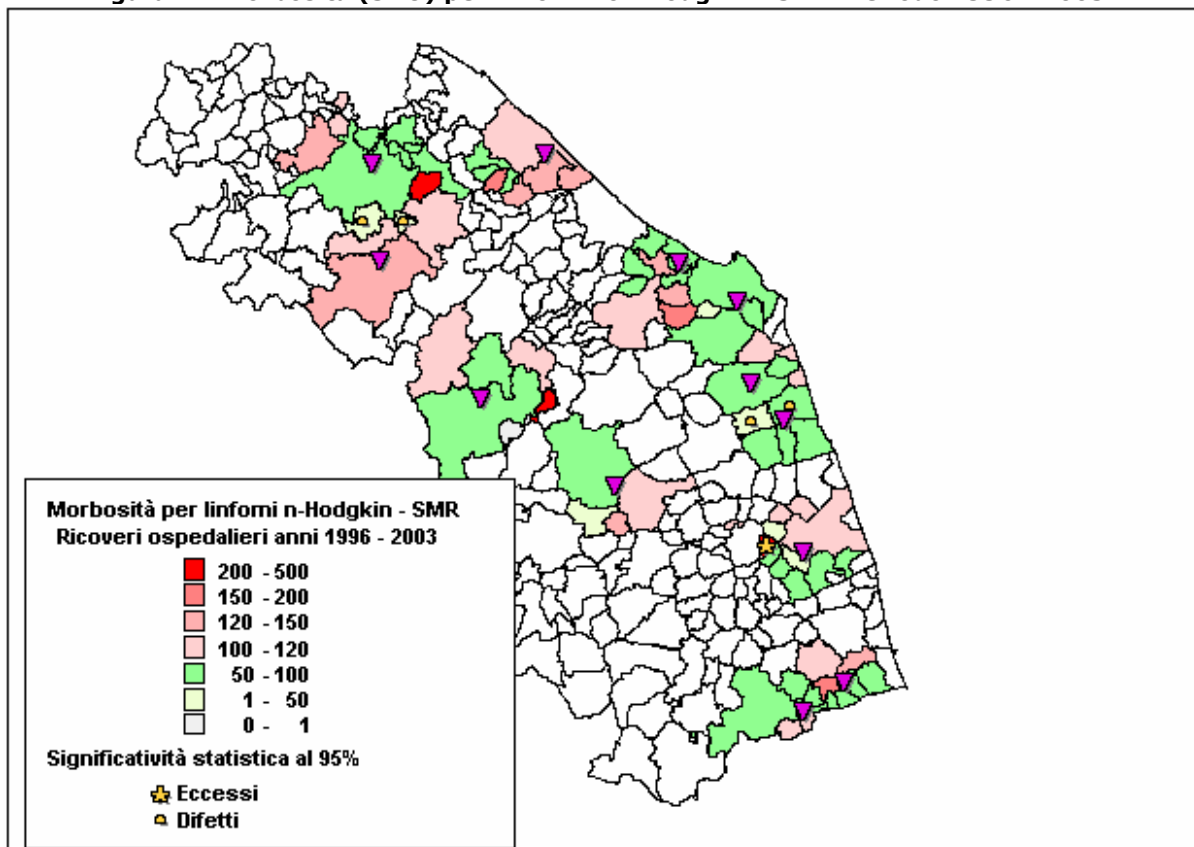 Morbosità per linfomi n-Hodgkin - SMR
Ricoveri ospedalieri anni 1996 - 2003
200 - 500
150 - 200
120 - 150
100 - 120
50 - 100
1 - 50
0 - 1
Significatività statistica al 95%
Eccessi
Difetti